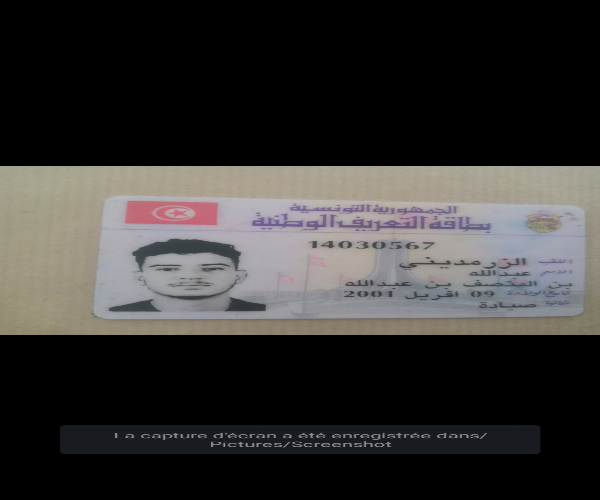 الجمهورية التونسية
بطاقة التعريف الوطنية
14030567
اللقب الزرمديني
الاسم عبدالله
بن المنصف بن عبدالله
تاريخ الولادة 09 افريل 2001
مكانها صيادة
La capture d'écran a été enregistrée dans/
Pictures/Screenshot